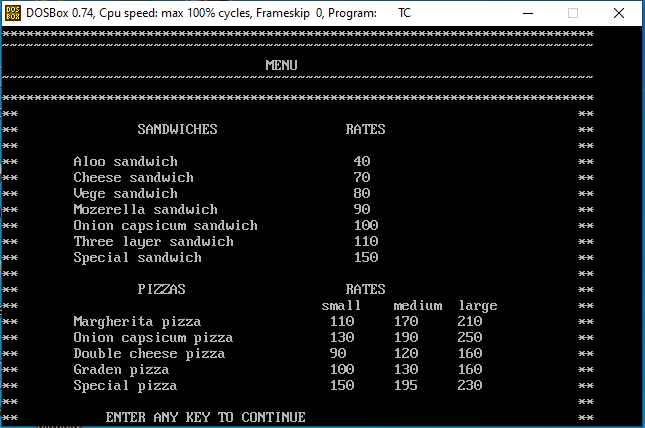 DOSBox 0.74, Cpu speed: max 100% cycles, Frameskip 0, Program: TC
**************************************************************************
~~~~~~~~~~~~~~~~~~~~~~~~~~~~~~~~~~~~~~~~~~~~~~~~~~~~~~~~~~~~~~~~~~~~~~~~~~
MENU
~~~~~~~~~~~~~~~~~~~~~~~~~~~~~~~~~~~~~~~~~~~~~~~~~~~~~~~~~~~~~~~~~~~~~~~~~~
**************************************************************************
** **
** SANDWICHES RATES **
** **
** Aloo sandwich 40 **
** Cheese sandwich 70 **
** Vege sandwich 80 **
** Mozerella sandwich 90 **
** Onion capsicum sandwich 100 **
** Three layer sandwich 110 **
** Special sandwich 150 **
** **
** PIZZAS RATES **
** small medium large **
** Margherita pizza 110 170 210 **
** Onion capsicum pizza 130 190 250 **
** Double cheese pizza 90 120 160 **
** Graden pizza 100 130 160 **
** Special pizza 150 195 230 **
** **
** ENTER ANY KEY TO CONTINUE **